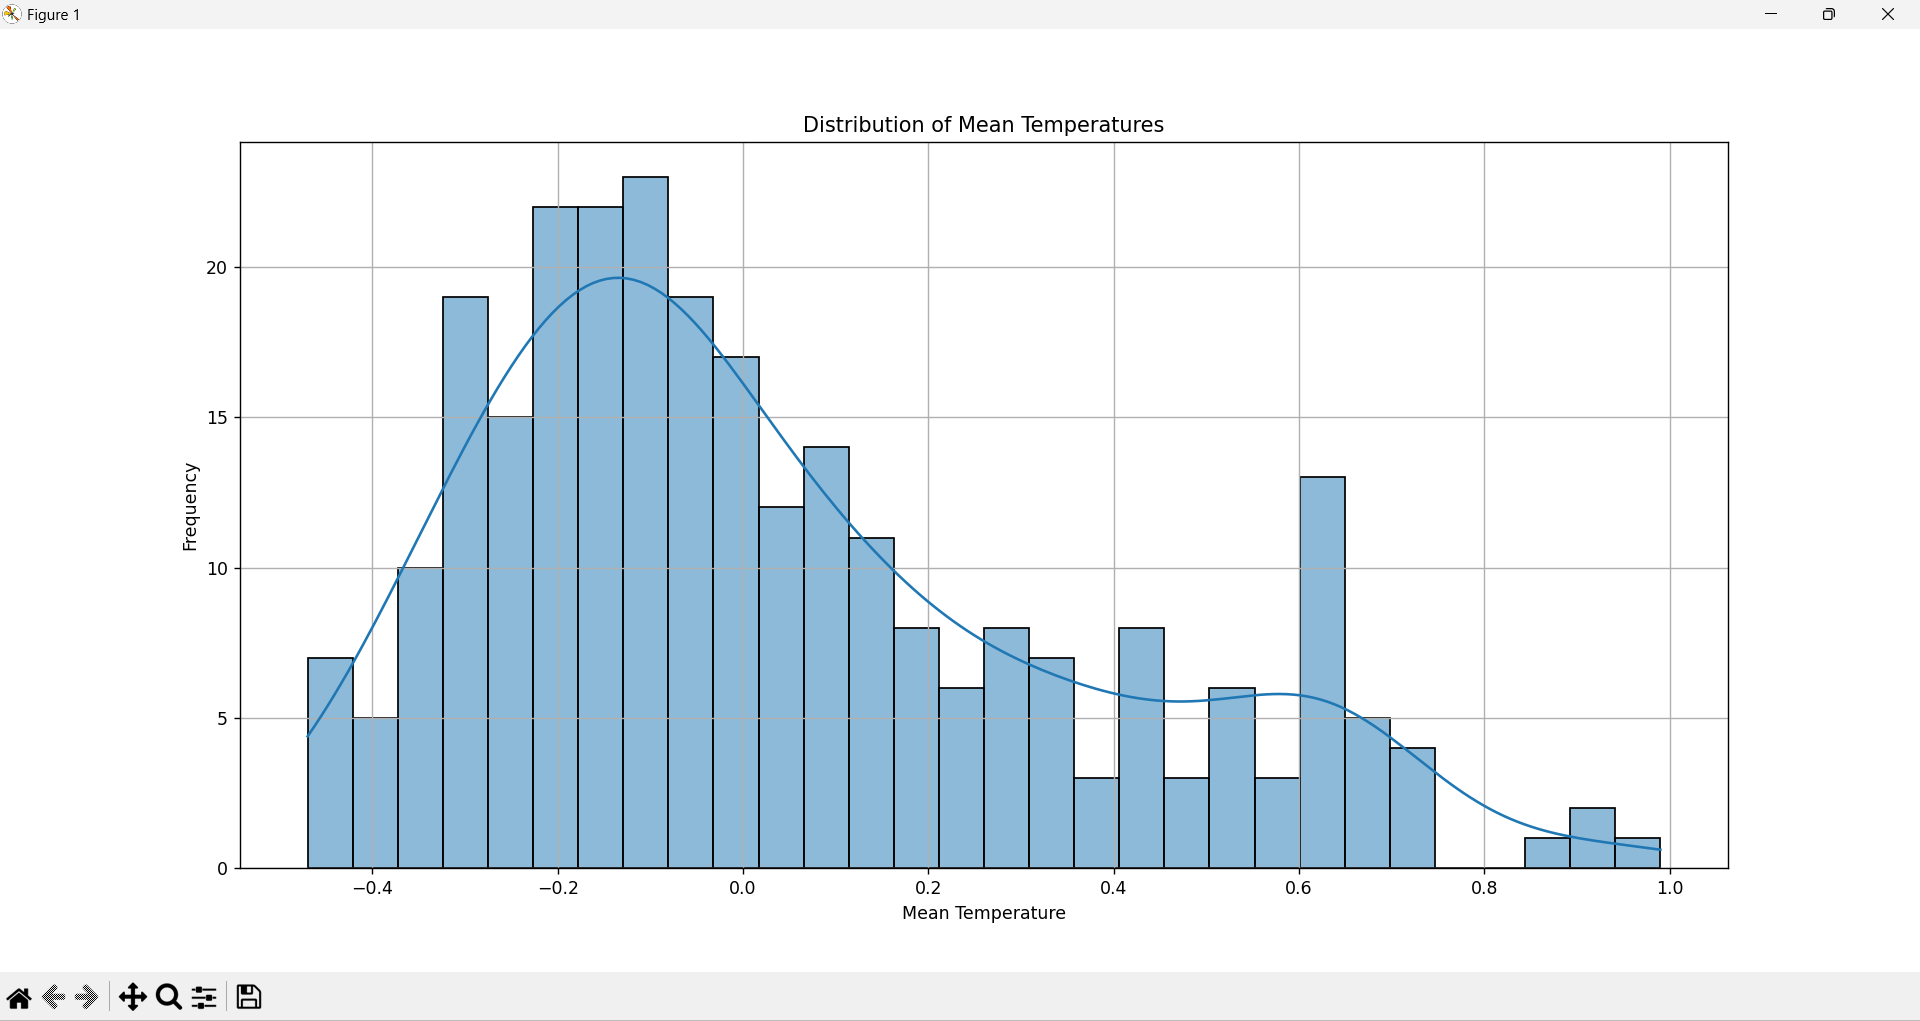 Figure 1
Distribution of Mean Temperatures
Frequency
20
15
10
5
0
−0.4 −0.2 0.0 0.2 0.4 0.6 0.8 1.0
Mean Temperature